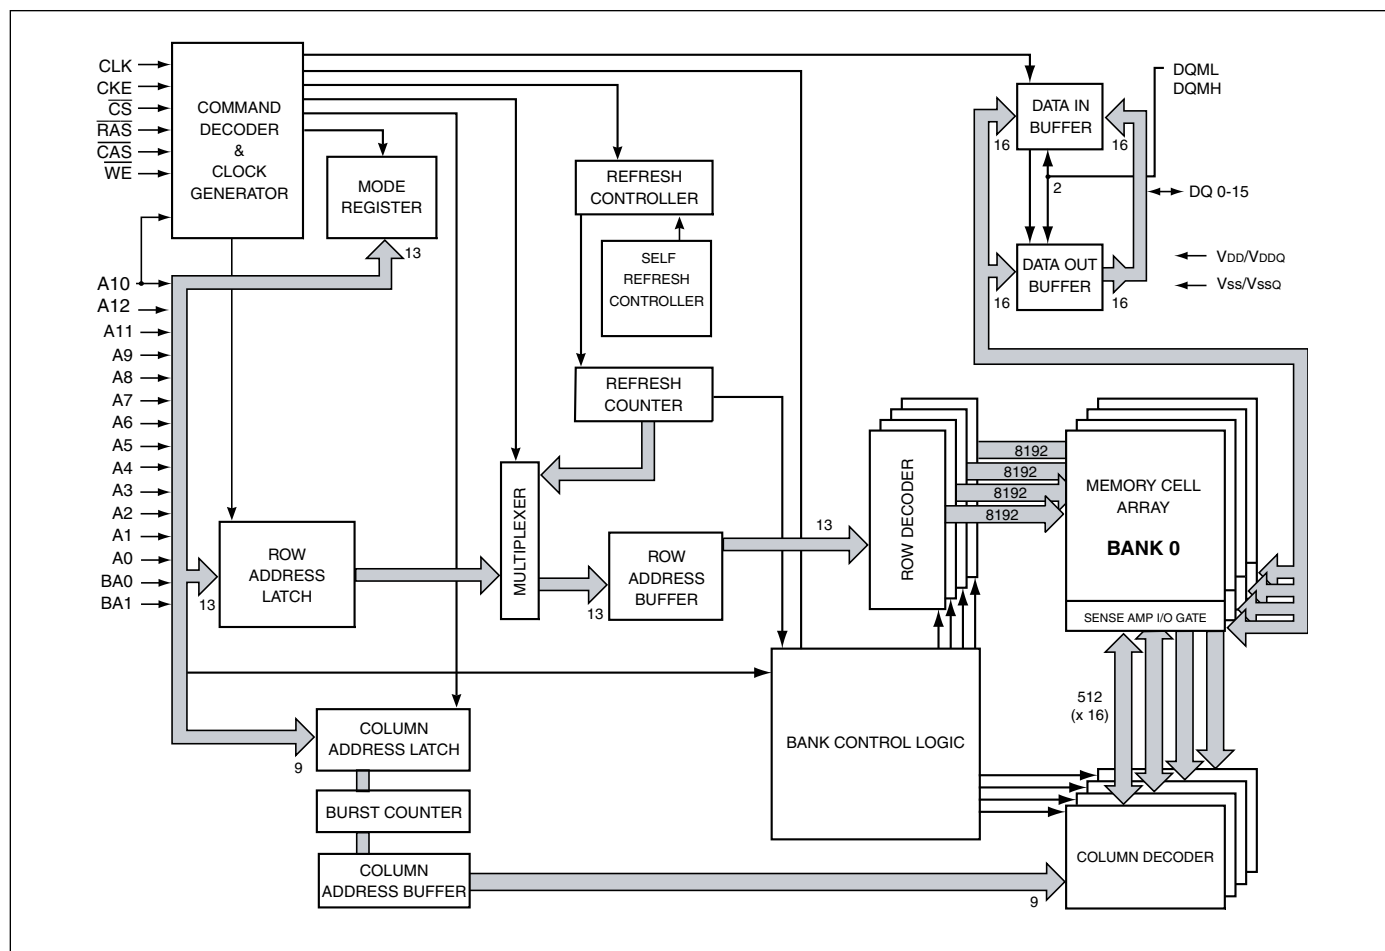 CLK
CKE
CS
RAS
CAS
WE
A10
A12
A11
A9
A8
A7
A6
A5
A4
A3
A2
A1
A0
BA0
BA1
COMMAND
DECODER
&
CLOCK
GENERATOR
MODE
REGISTER
13
REFRESH
CONTROLLER
SELF
REFRESH
CONTROLLER
REFRESH
COUNTER
DATA IN
BUFFER
16
16
DQML
DQMH
2
DQ 0-15
DATA OUT
BUFFER
16
16
VDD/VDDQ
Vss/VssQ
13
ROW
ADDRESS
LATCH
MULTIPLEXER
13
ROW
ADDRESS
BUFFER
13
ROW DECODER
8192
8192
8192
8192
MEMORY CELL
ARRAY
BANK 0
SENSE AMP I/O GATE
512
(x 16)
BANK CONTROL LOGIC
9
COLUMN
ADDRESS LATCH
BURST COUNTER
COLUMN
ADDRESS BUFFER
9
COLUMN DECODER